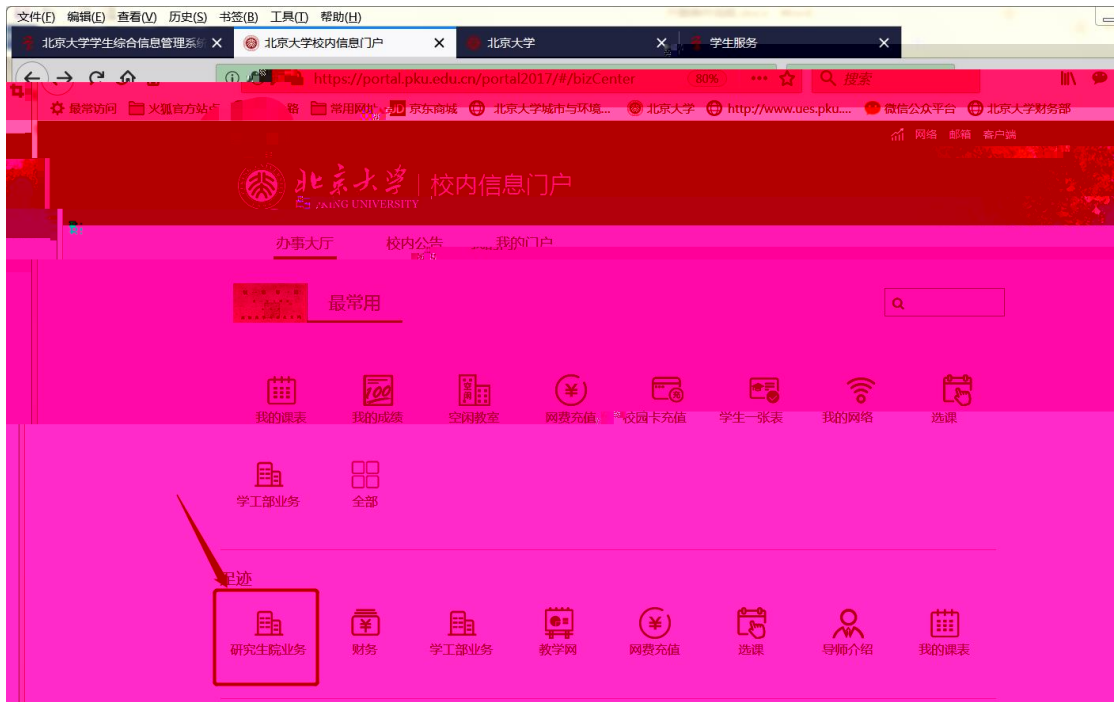 文件(F) 编辑(E) 查看(V) 历史(S) 书签(B) 工具(T) 帮助(H)
北京大学学生综合信息管理系统 北京大学校内信息门户 北京大学 学生服务
https://portal.pku.edu.cn/portal2017/#/bizCenter 80% 搜索
最常访问 火狐官方站点 常用网址 JD 京东商城 北京大学城市与环境... 北京大学 http://www.ues.pku.... 微信公众平台 北京大学财务部
网络 邮箱 客户端
北京大学 校内信息门户
PEKING UNIVERSITY
办事大厅 校内公告 我的门户
最常用
我的课表 我的成绩 空闲教室 网费充值 校园卡充值 学生一张表 我的网络 选课
学工部业务 全部
足迹
研究生院业务 财务 学工部业务 教学网 网费充值 选课 导师介绍 我的课表